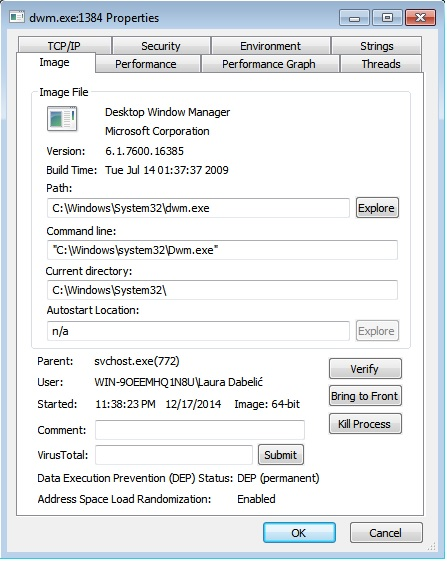 dwm.exe:1384 Properties
TCP/IP Security Environment Strings
Image Performance Performance Graph Threads
Image File
Desktop Window Manager
Microsoft Corporation
Version: 6.1.7600.16385
Build Time: Tue Jul 14 01:37:37 2009
Path:
C:\Windows\System32\dwm.exe Explore
Command line:
"C:\Windows\system32\Dwm.exe"
Current directory:
C:\Windows\System32\
Autostart Location:
n/a Explore
Parent: svchost.exe(772) Verify
User: WIN-9OEEMHQ1N8U\Laura Dabelić
Started: 11:38:23 PM 12/17/2014 Image: 64-bit Bring to Front
Comment: Kill Process
VirusTotal: Submit
Data Execution Prevention (DEP) Status: DEP (permanent)
Address Space Load Randomization: Enabled
OK Cancel